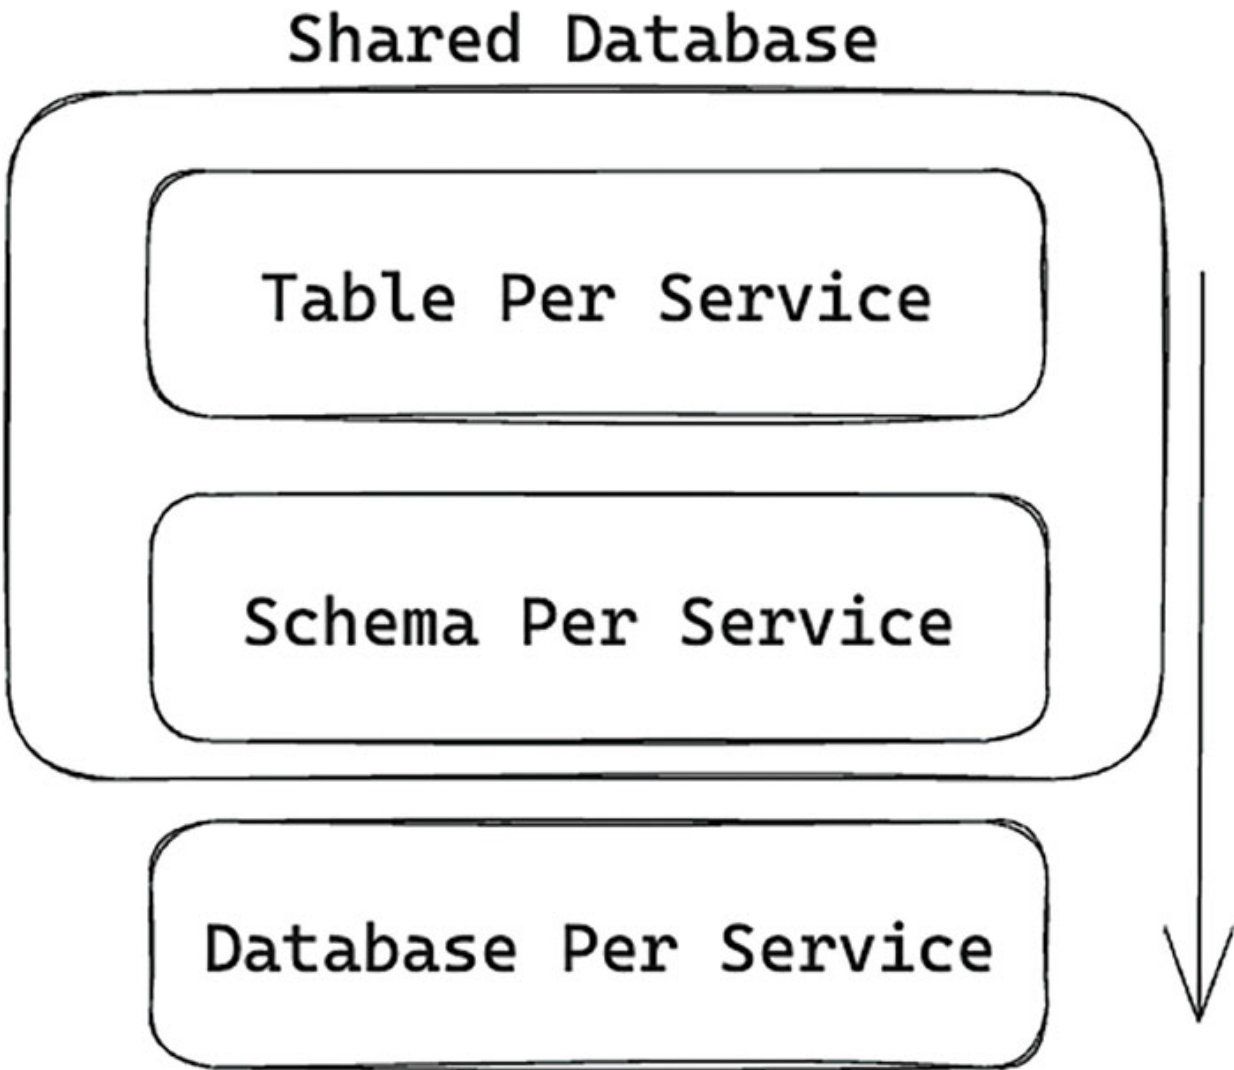 Shared Database
Table Per Service
Schema Per Service
Database Per Service